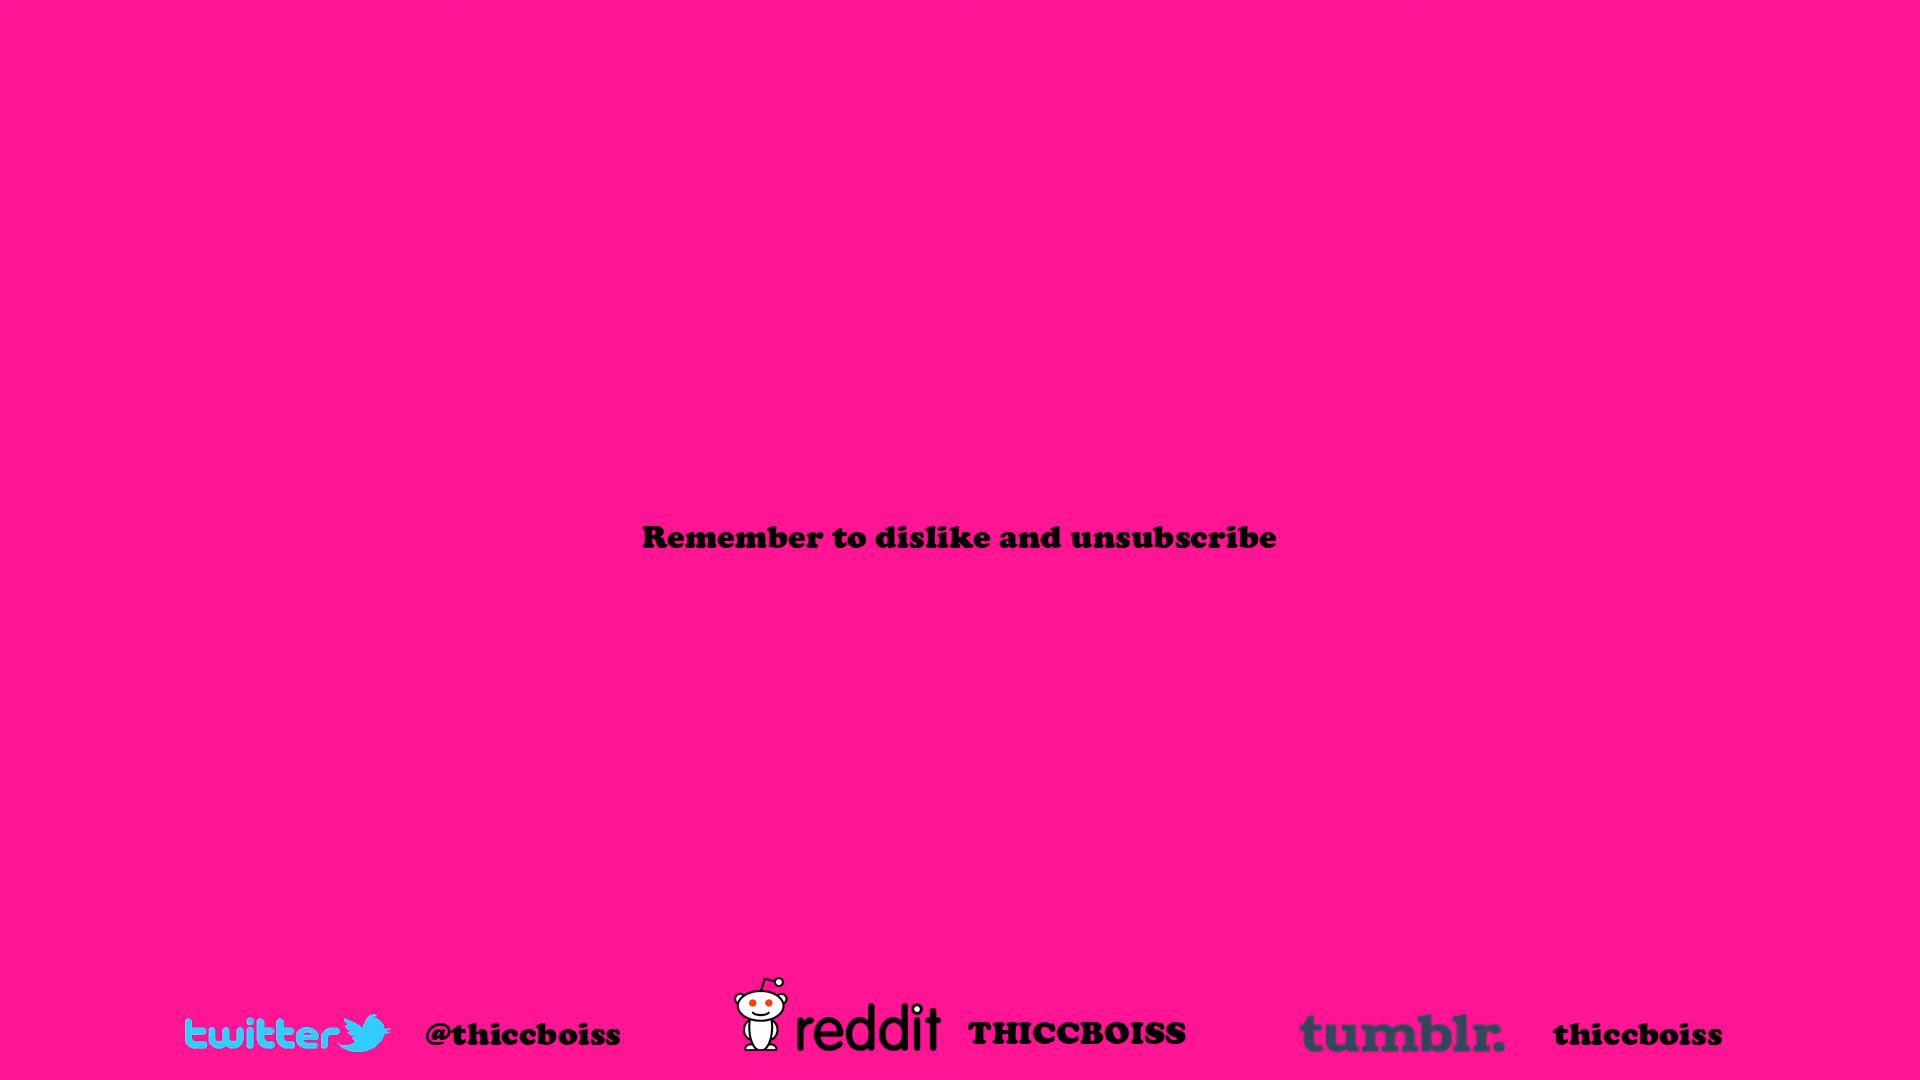 Remember to dislike and unsubscribe
twitter @thiccboiss reddit THICCBOISS tumblr. thiccboiss